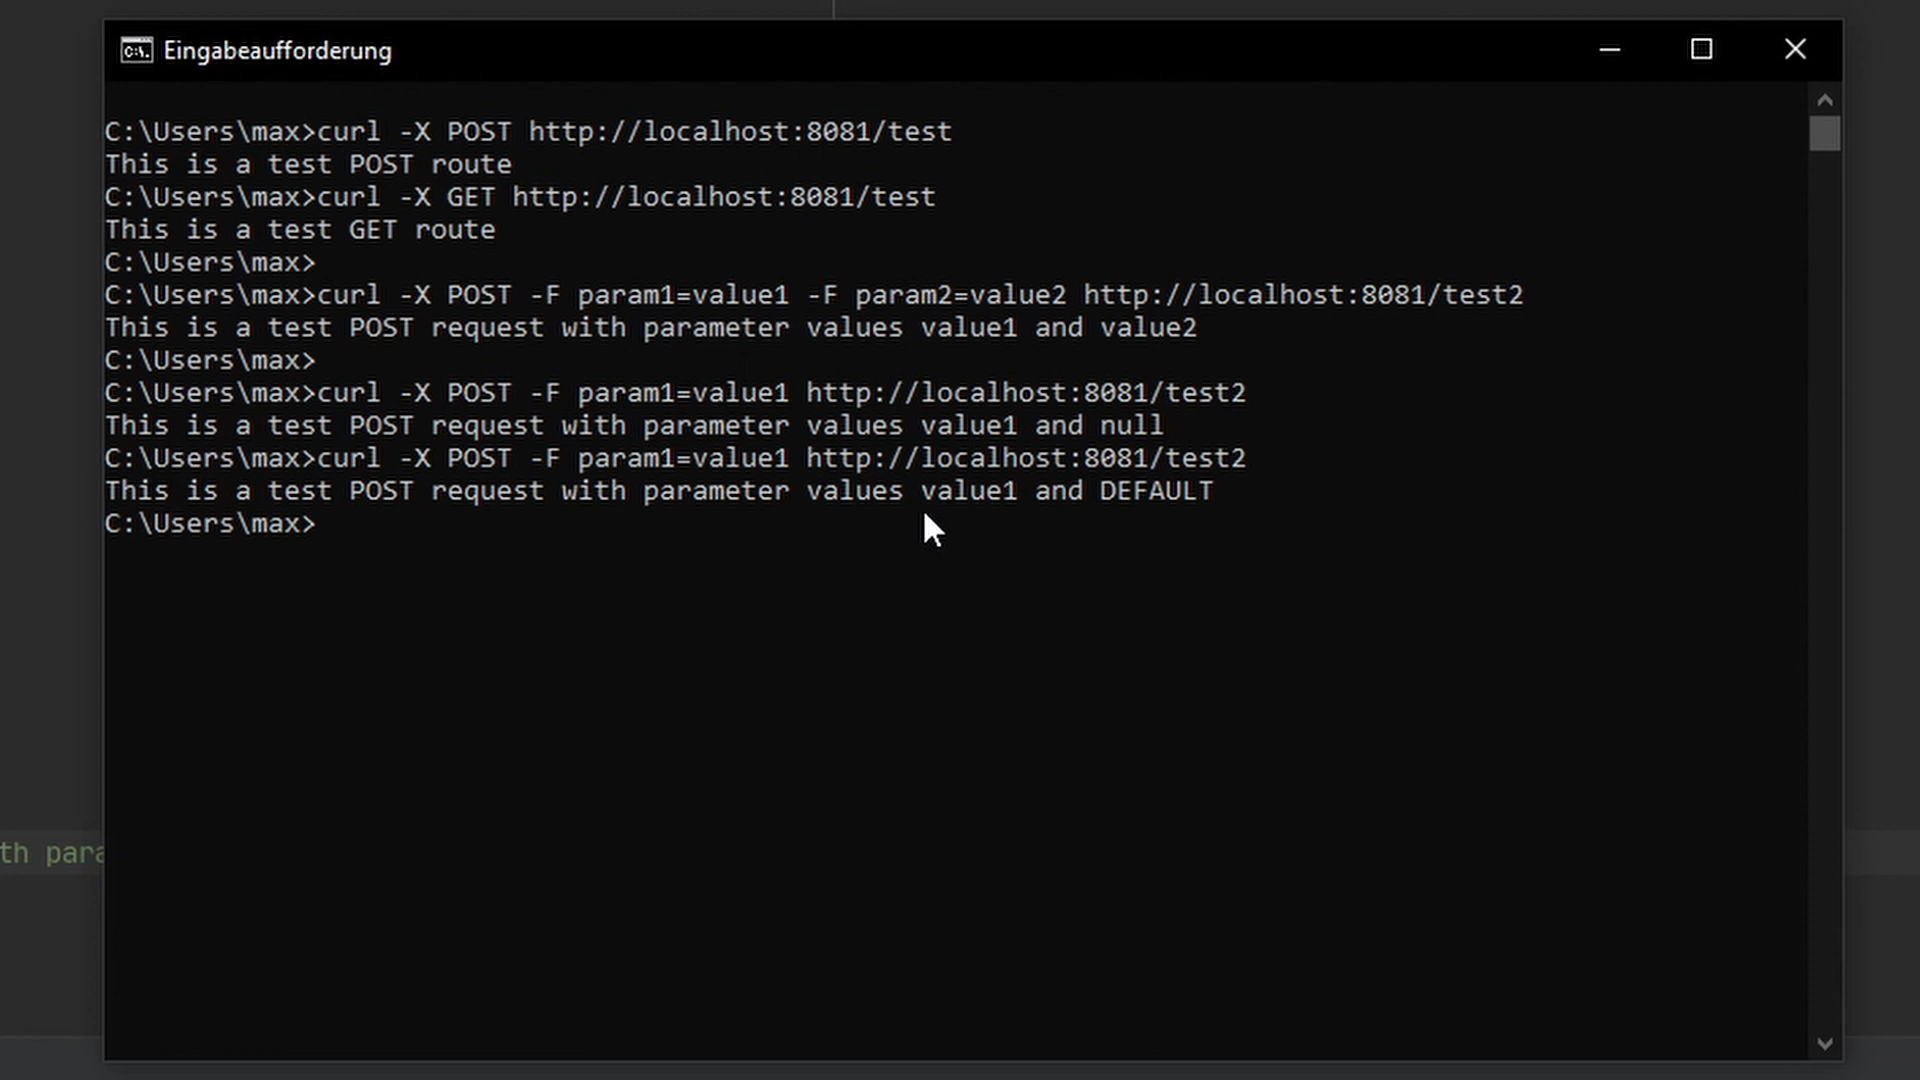 Eingabeaufforderung
C:\Users\max>curl -X POST http://localhost:8081/test
This is a test POST route
C:\Users\max>curl -X GET http://localhost:8081/test
This is a test GET route
C:\Users\max>
C:\Users\max>curl -X POST -F param1=value1 -F param2=value2 http://localhost:8081/test2
This is a test POST request with parameter values value1 and value2
C:\Users\max>
C:\Users\max>curl -X POST -F param1=value1 http://localhost:8081/test2
This is a test POST request with parameter values value1 and null
C:\Users\max>curl -X POST -F param1=value1 http://localhost:8081/test2
This is a test POST request with parameter values value1 and DEFAULT
C:\Users\max>
th para